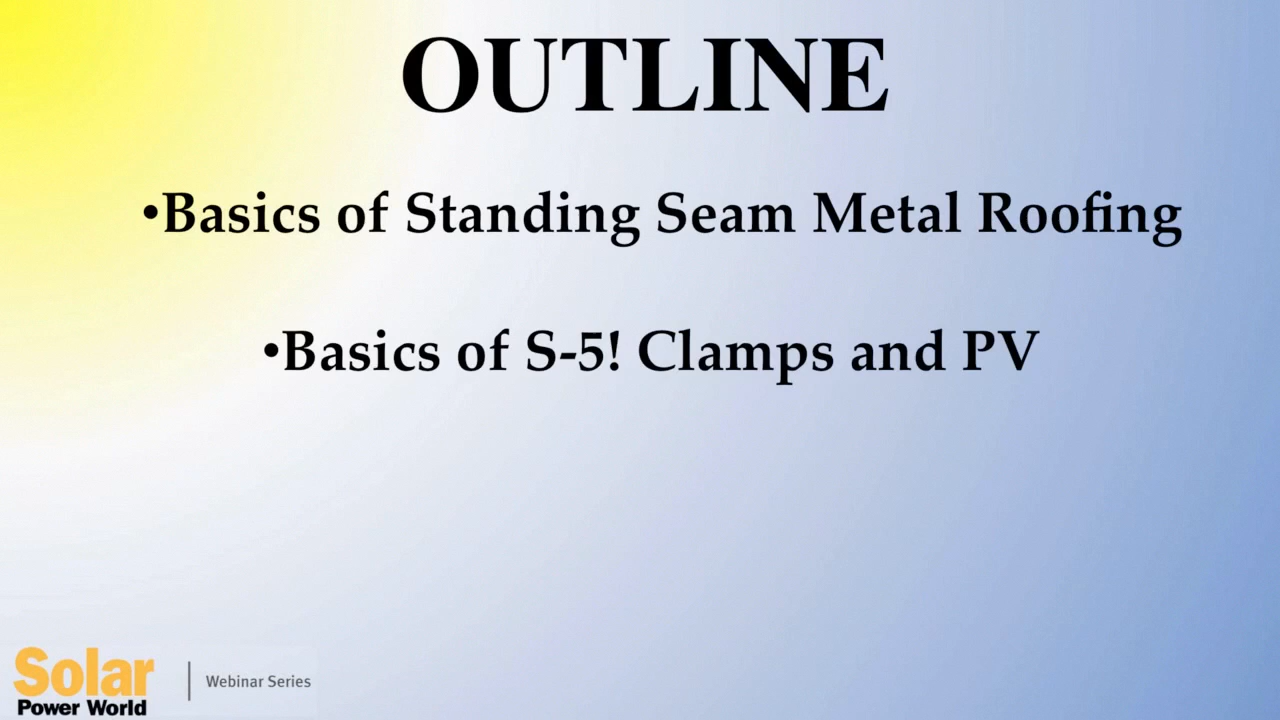 OUTLINE
•Basics of Standing Seam Metal Roofing
•Basics of S-5! Clamps and PV
Solar
Power World
Webinar Series